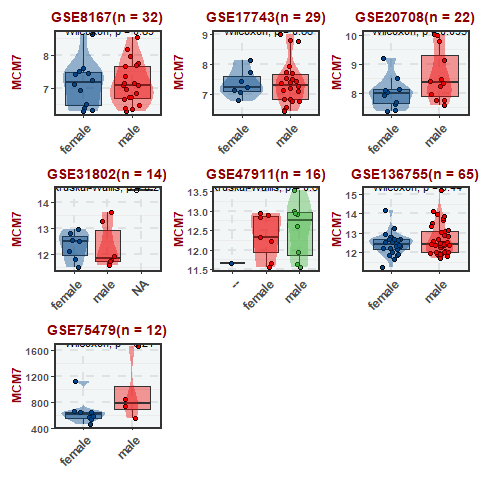 GSE8167(n = 32)
GSE17743(n = 29)
GSE20708(n = 22)
MCM7
8
7
female
male
MCM7
9
8
7
female
male
MCM7
10
9
8
female
male
GSE31802(n = 14)
GSE47911(n = 16)
GSE136755(n = 65)
MCM7
14
13
12
female
male
NA
MCM7
13.5
13.0
12.5
12.0
11.5
--
female
male
MCM7
15
14
13
12
female
male
GSE75479(n = 12)
MCM7
1600
1200
800
400
female
male